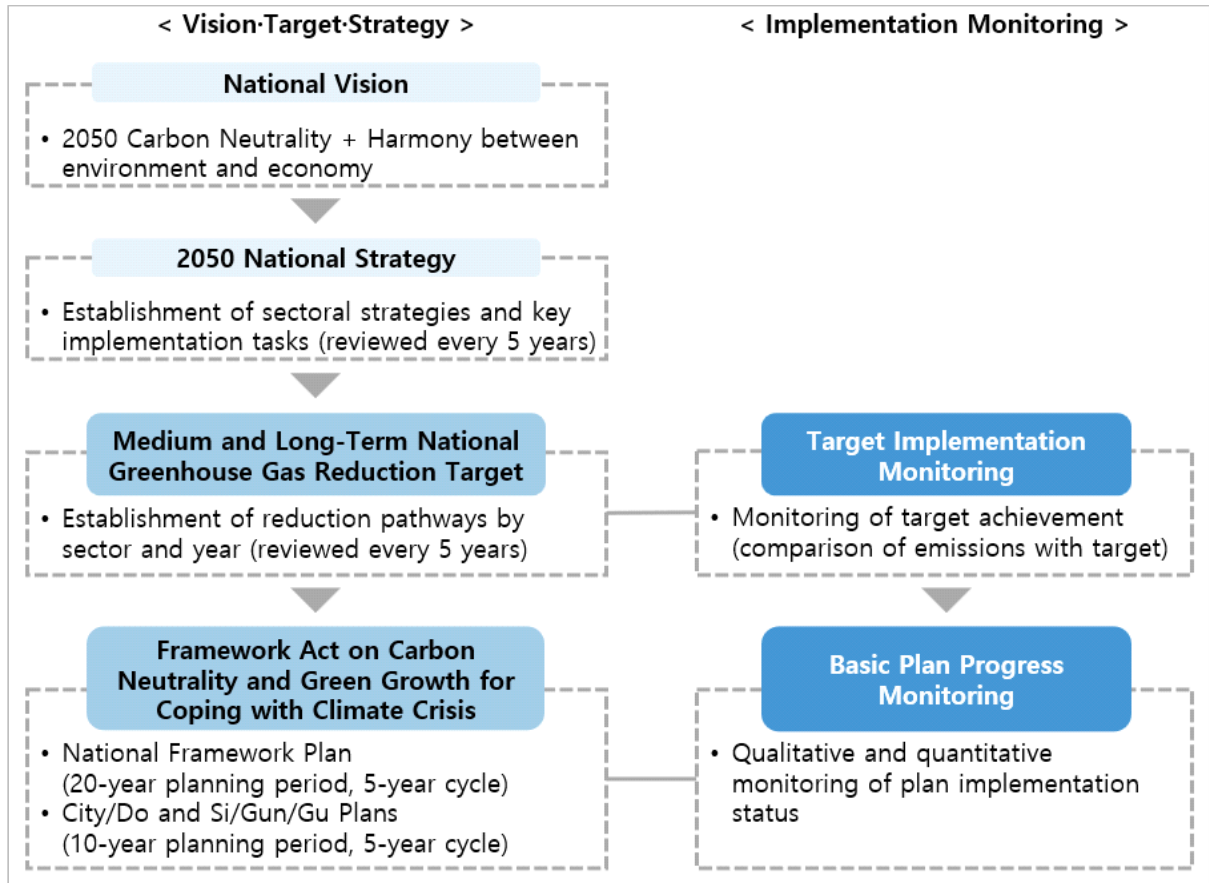 < Vision·Target·Strategy >
National Vision
• 2050 Carbon Neutrality + Harmony between
environment and economy
2050 National Strategy
• Establishment of sectoral strategies and key
implementation tasks (reviewed every 5 years)
Medium and Long-Term National
Greenhouse Gas Reduction Target
• Establishment of reduction pathways by
sector and year (reviewed every 5 years)
Framework Act on Carbon
Neutrality and Green Growth for
Coping with Climate Crisis
• National Framework Plan
(20-year planning period, 5-year cycle)
• City/Do and Si/Gun/Gu Plans
(10-year planning period, 5-year cycle)
< Implementation Monitoring >
Target Implementation
Monitoring
• Monitoring of target achievement
(comparison of emissions with target)
Basic Plan Progress
Monitoring
• Qualitative and quantitative
monitoring of plan implementation
status